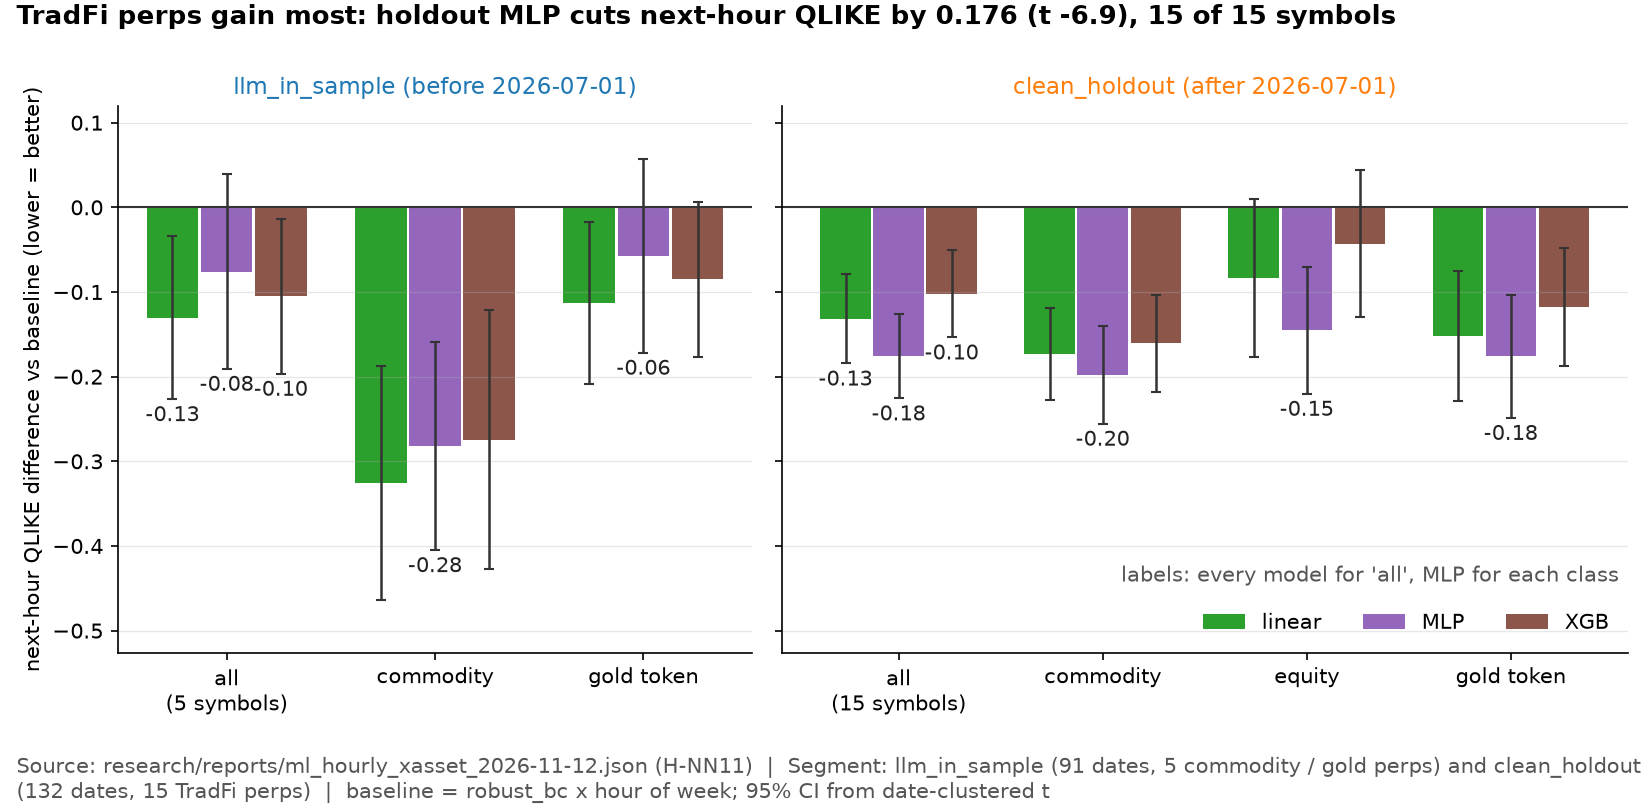 TradFi perps gain most: holdout MLP cuts next-hour QLIKE by 0.176 (t -6.9), 15 of 15 symbols
llm_in_sample (before 2026-07-01)
clean_holdout (after 2026-07-01)
next-hour QLIKE difference vs baseline (lower = better)
0.1
0.0
−0.1
−0.2
−0.3
−0.4
−0.5
-0.13
-0.08
-0.10
-0.28
-0.06
-0.13
-0.18
-0.10
-0.20
-0.15
-0.18
labels: every model for 'all', MLP for each class
linear
MLP
XGB
all
(5 symbols)
commodity
gold token
all
(15 symbols)
commodity
equity
gold token
Source: research/reports/ml_hourly_xasset_2026-11-12.json (H-NN11) | Segment: llm_in_sample (91 dates, 5 commodity / gold perps) and clean_holdout
(132 dates, 15 TradFi perps) | baseline = robust_bc x hour of week; 95% CI from date-clustered t